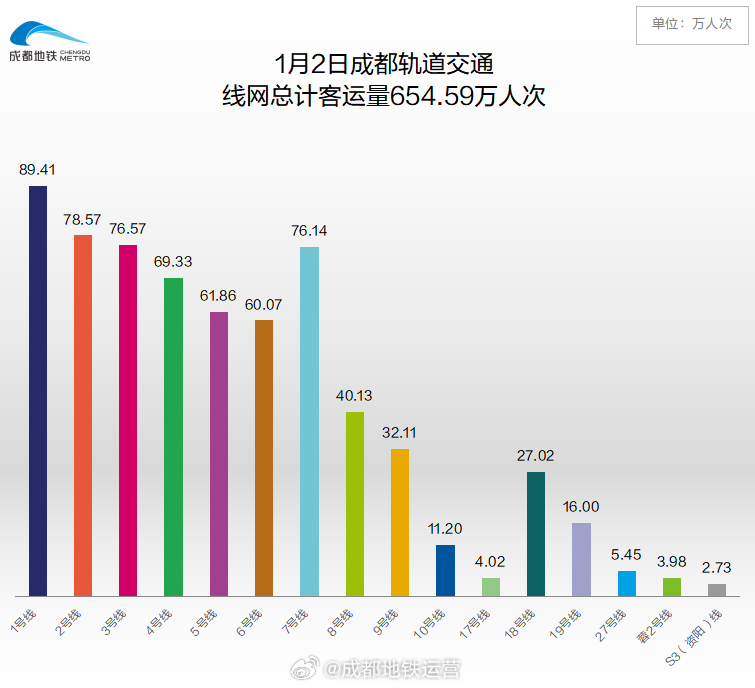 成都地铁 CHENGDU METRO
单位：万人次
1月2日成都轨道交通
线网总计客运量654.59万人次
89.41
78.57
76.57
69.33
61.86
60.07
76.14
40.13
32.11
11.20
4.02
27.02
16.00
5.45
3.98
2.73
1号线
2号线
3号线
4号线
5号线
6号线
7号线
8号线
9号线
10号线
17号线
18号线
19号线
27号线
蓉2号线
S3（资阳）线
@成都地铁运营